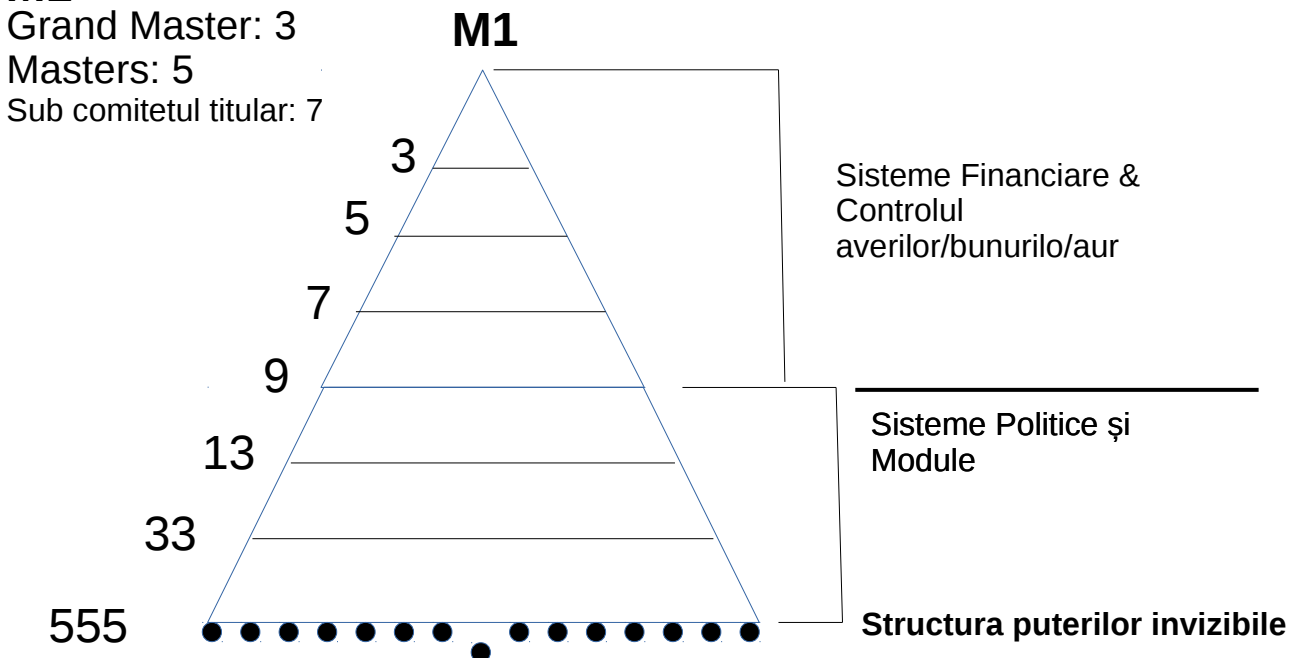 Grand Master: 3
M1
Masters: 5
Sub comitetul titular: 7
3
5
7
9
13
33
555
Sisteme Financiare &
Controlul
averilor/bunurilo/aur
Sisteme Politice și
Module
Structura puterilor invizibile